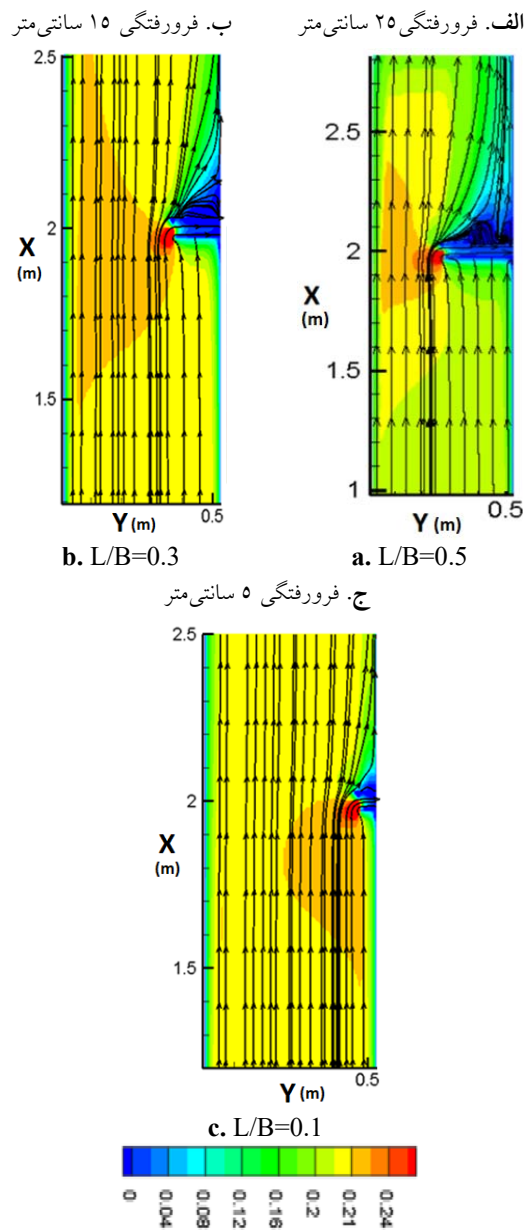 الف. فرورفتگی ۲۵ سانتی‌متر
ب. فرورفتگی ۱۵ سانتی‌متر
2.5
2
1.5
X
(m)
0.5
Y (m)
2.5
2
1.5
1
X
(m)
0.5
Y (m)
b. L/B=0.3
a. L/B=0.5
ج. فرورفتگی ۵ سانتی‌متر
2.5
2
1.5
X
(m)
0.5
Y (m)
c. L/B=0.1
0 0.04 0.08 0.12 0.16 0.2 0.21 0.24